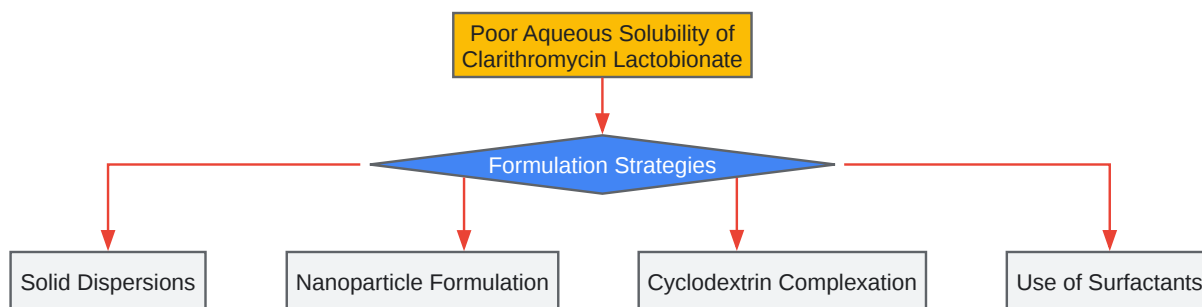 Poor Aqueous Solubility of
Clarithromycin Lactobionate
Formulation Strategies
Solid Dispersions
Nanoparticle Formulation
Cyclodextrin Complexation
Use of Surfactants